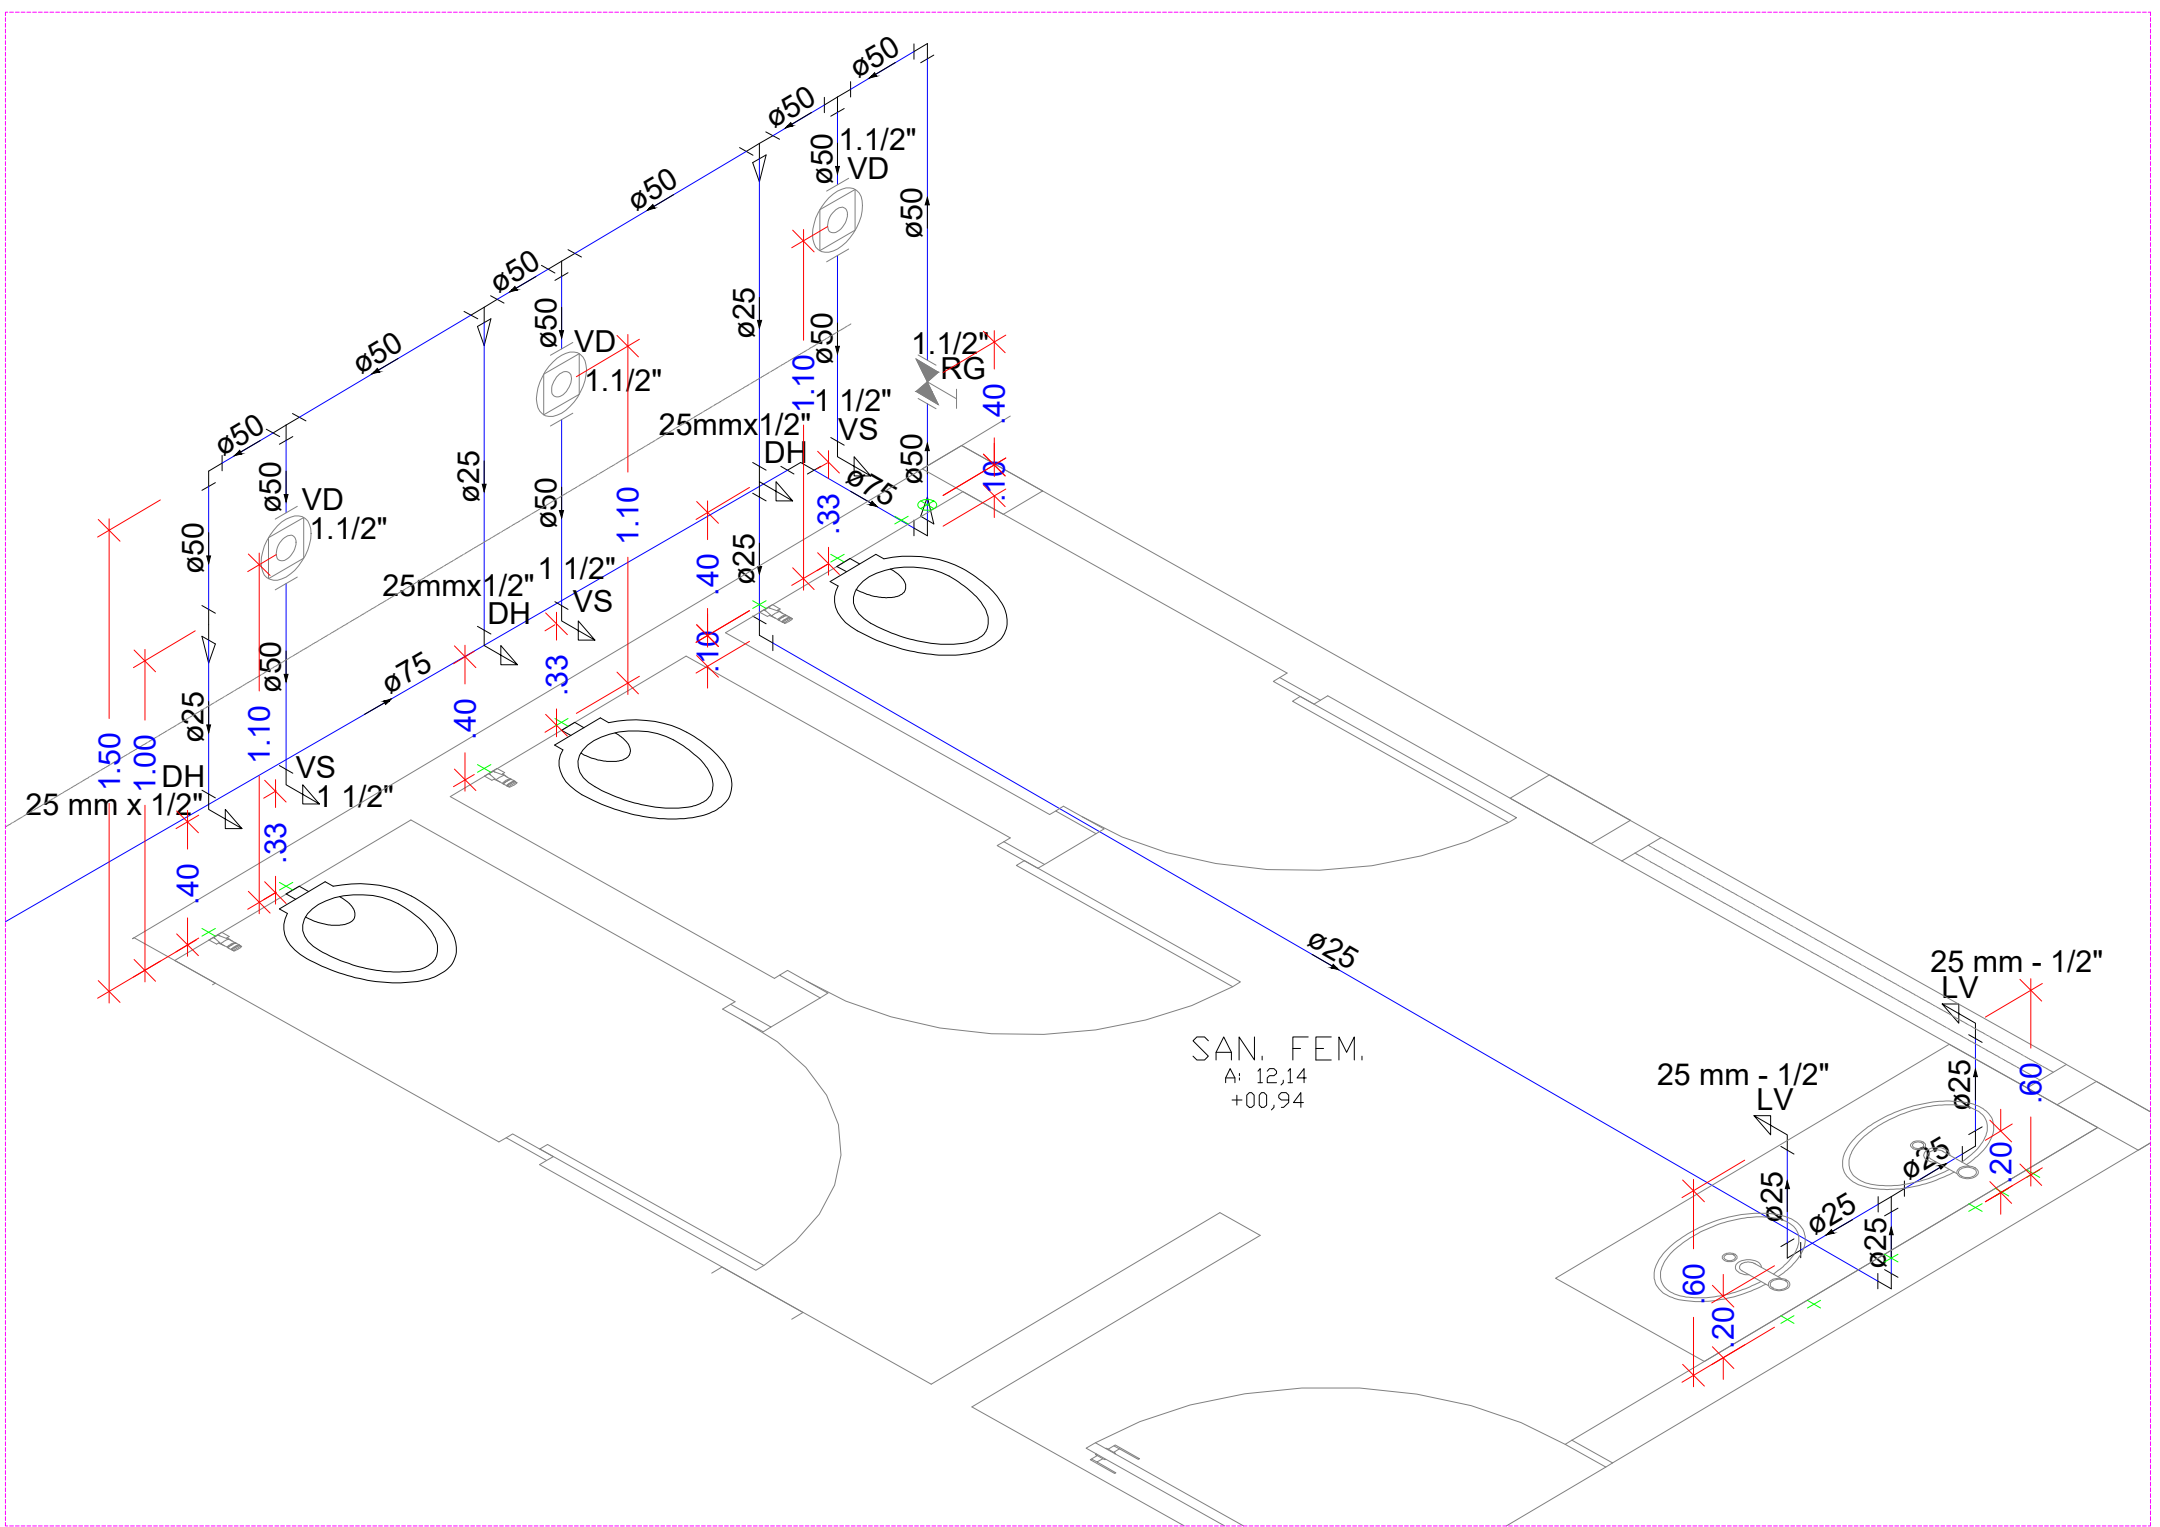 ø50
ø50
ø50
1.1/2"
VD
ø50
ø50
ø50
ø50
ø25
ø50
1.1/2"
RG
VD
1.1/2"
ø50
1.10
.40
1 1/2"
VS
25mmx1/2"
DH
ø50
ø50
ø50
ø25
ø50
1.10
ø75
ø50
.10
.33
VD
1.1/2"
ø50
ø25
.40
1 1/2"
VS
25mmx1/2"
DH
.10
.33
ø50
ø75
.40
ø25
1.10
1.50
1.00
DH
25 mm x 1/2"
VS
1 1/2"
.33
.40
ø25
25 mm - 1/2"
LV
SAN. FEM.
A: 12,14
+00,94
25 mm - 1/2"
LV
ø25
.60
ø25
.20
ø25
ø25
ø25
.60
.20